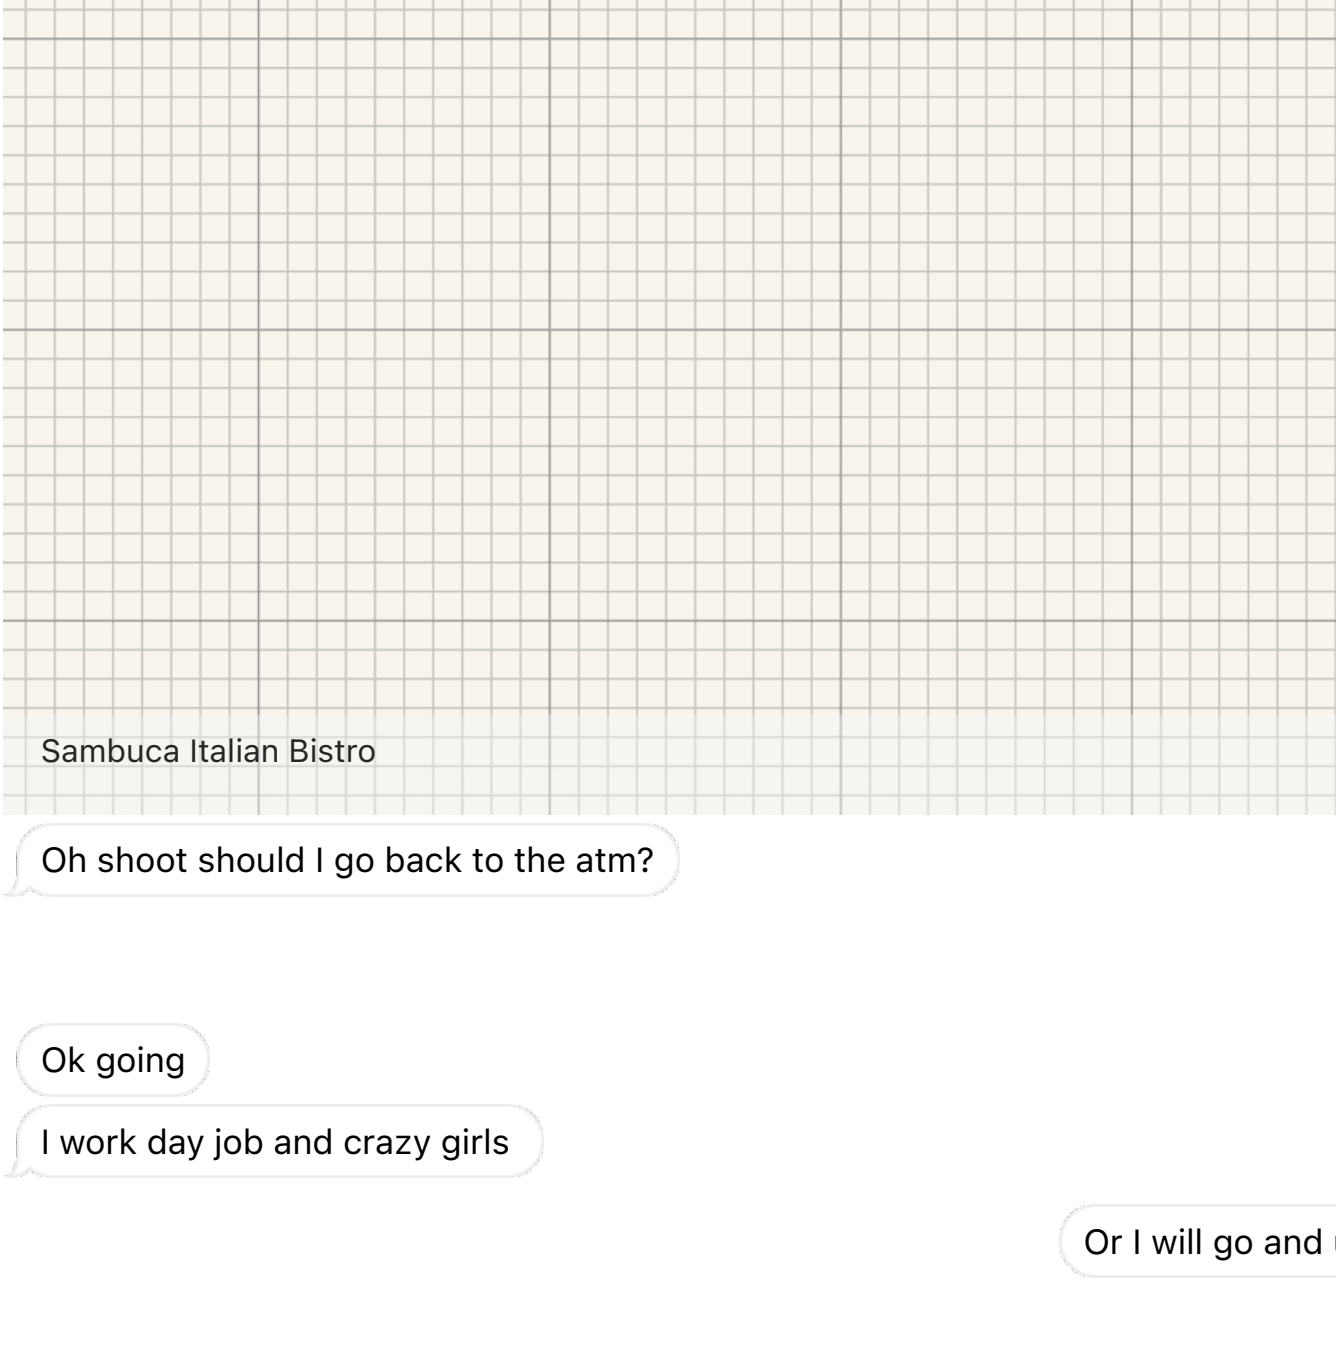 Sambuca Italian Bistro
Oh shoot should I go back to the atm?
Ok going
I work day job and crazy girls
Or I will go and